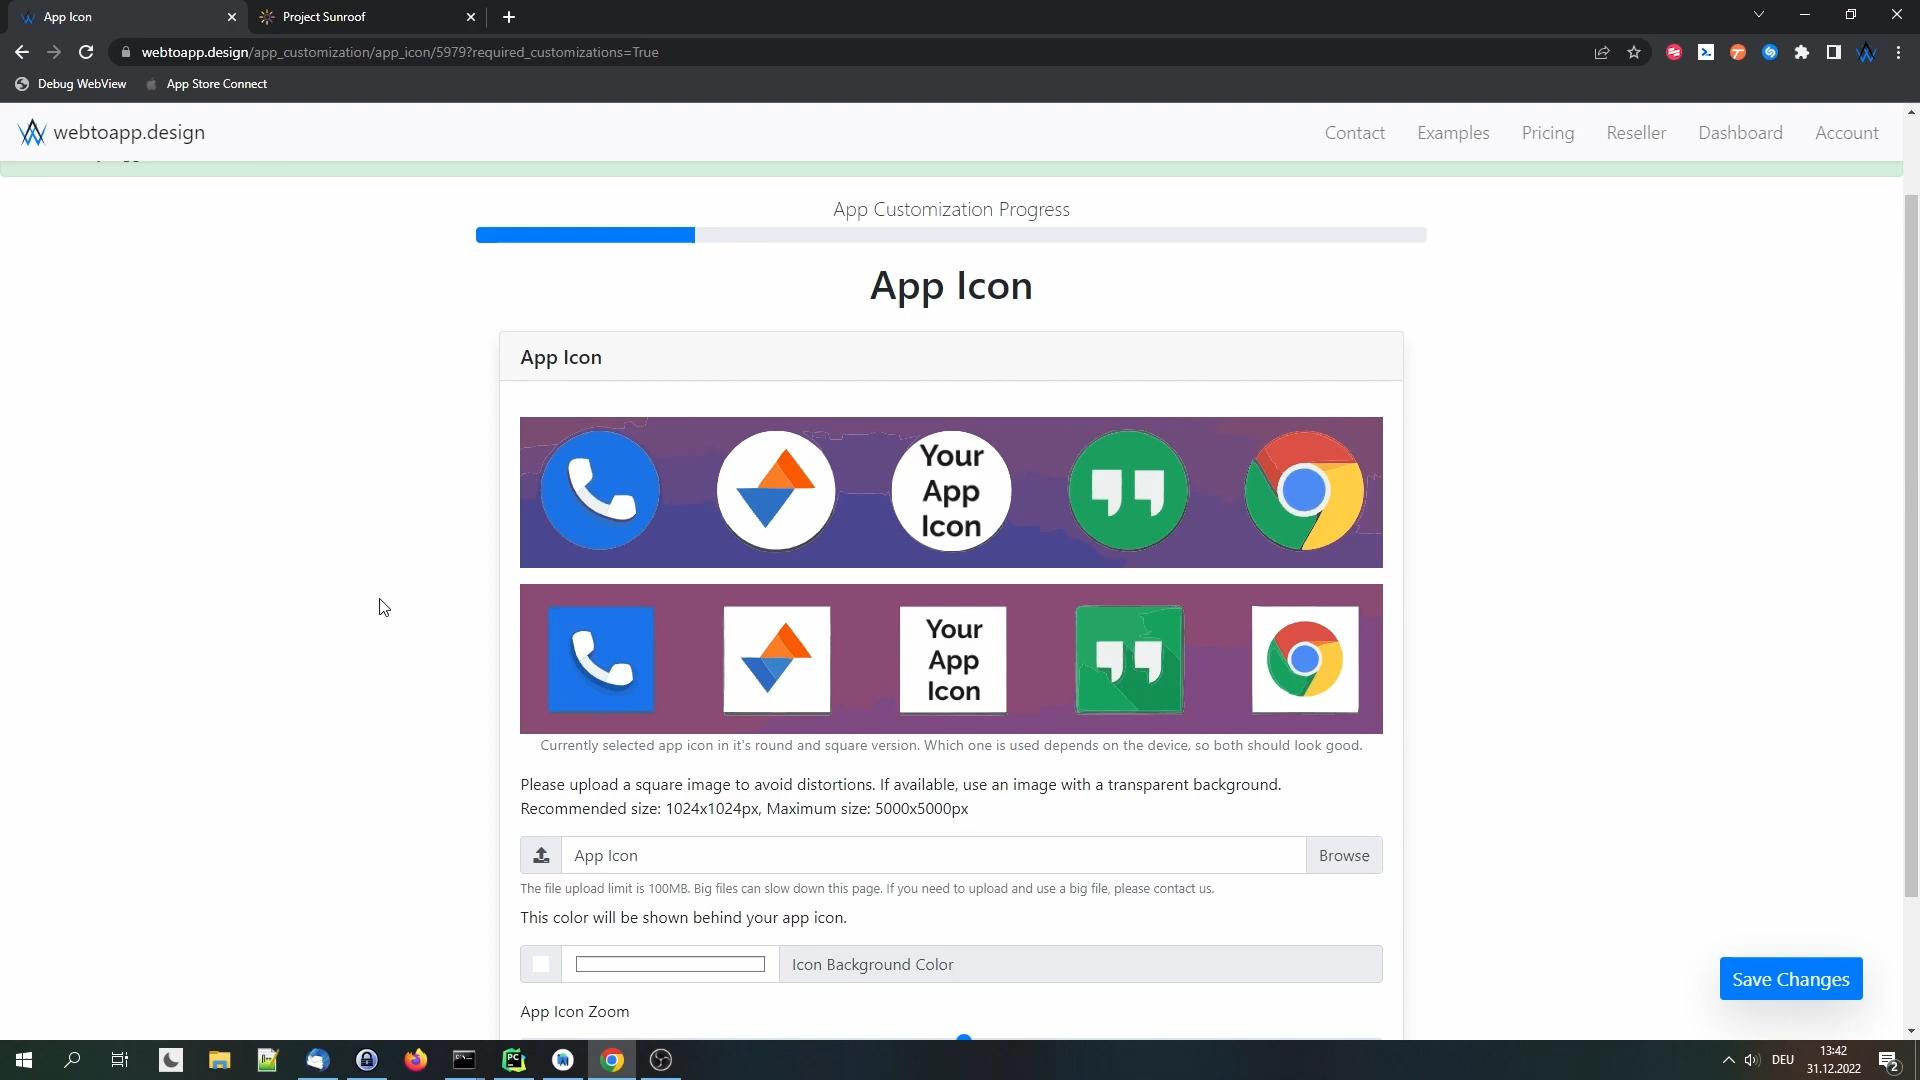 App Icon
Project Sunroof
webtoapp.design/app_customization/app_icon/5979?required_customizations=True
Debug WebView
App Store Connect
webtoapp.design
Contact
Examples
Pricing
Reseller
Dashboard
Account
App Customization Progress
App Icon
App Icon
Your
App
Icon
Your
App
Icon
Currently selected app icon in it's round and square version. Which one is used depends on the device, so both should look good.
Please upload a square image to avoid distortions. If available, use an image with a transparent background.
Recommended size: 1024x1024px, Maximum size: 5000x5000px
App Icon
Browse
The file upload limit is 100MB. Big files can slow down this page. If you need to upload and use a big file, please contact us.
This color will be shown behind your app icon.
Icon Background Color
Save Changes
App Icon Zoom
DEU
13:42
31.12.2022
2